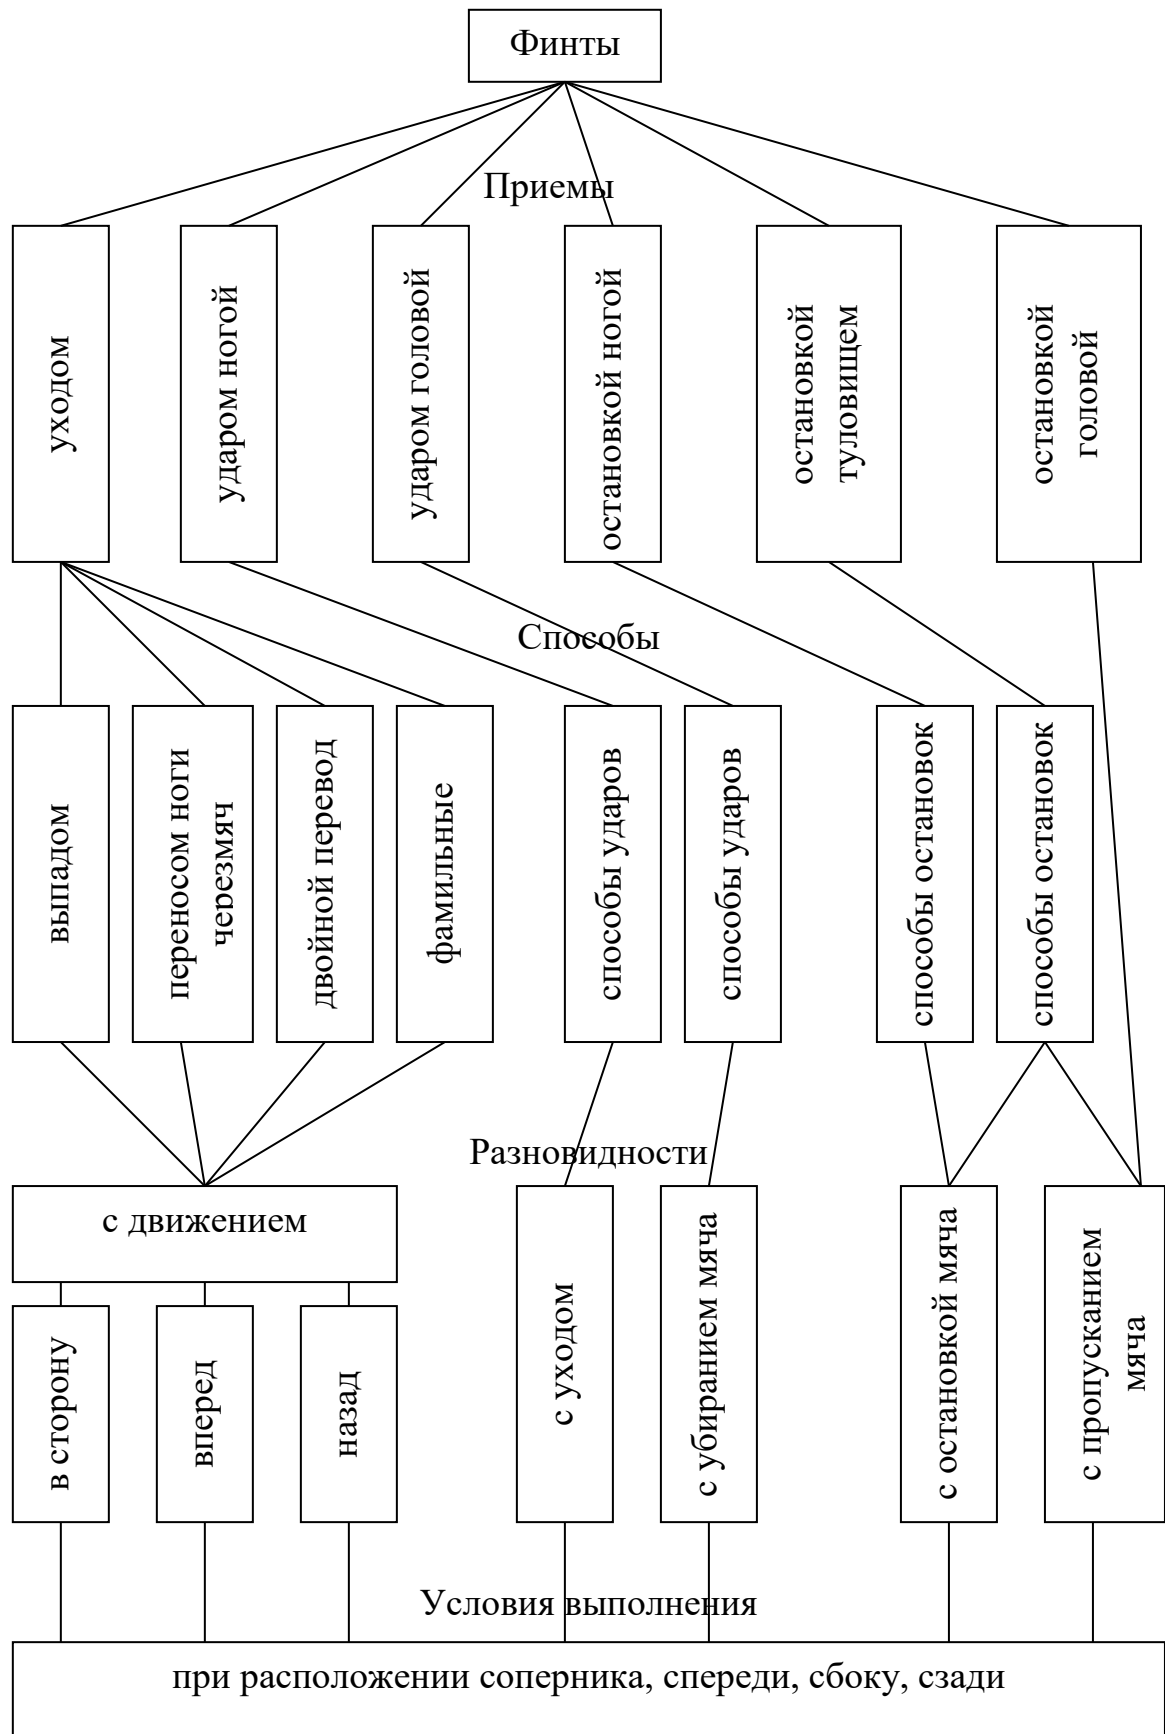 Финты
Приемы
уходом
ударом ногой
ударом головой
остановкой ногой
остановкой
туловищем
остановкой
головой
Способы
выпадом
переносом ноги
черезмяч
двойной перевод
фамильные
способы ударов
способы ударов
способы остановок
способы остановок
Разновидности
с движением
в сторону
вперед
назад
с уходом
с убиранием мяча
с остановкой мяча
с пропусканием
мяча
Условия выполнения
при расположении соперника, спереди, сбоку, сзади